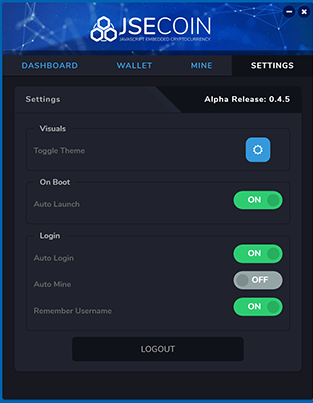 JSECOIN
JAVASCRIPT EMBEDDED CRYPTOCURRENCY
DASHBOARD WALLET MINE SETTINGS
Settings Alpha Release: 0.4.5
Visuals
Toggle Theme
On Boot
Auto Launch ON
Login
Auto Login ON
Auto Mine OFF
Remember Username ON
LOGOUT